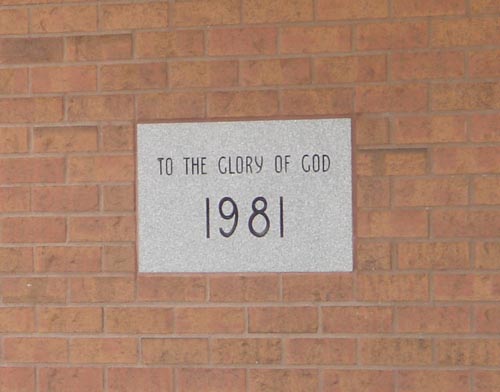 TO THE GLORY OF GOD
1981